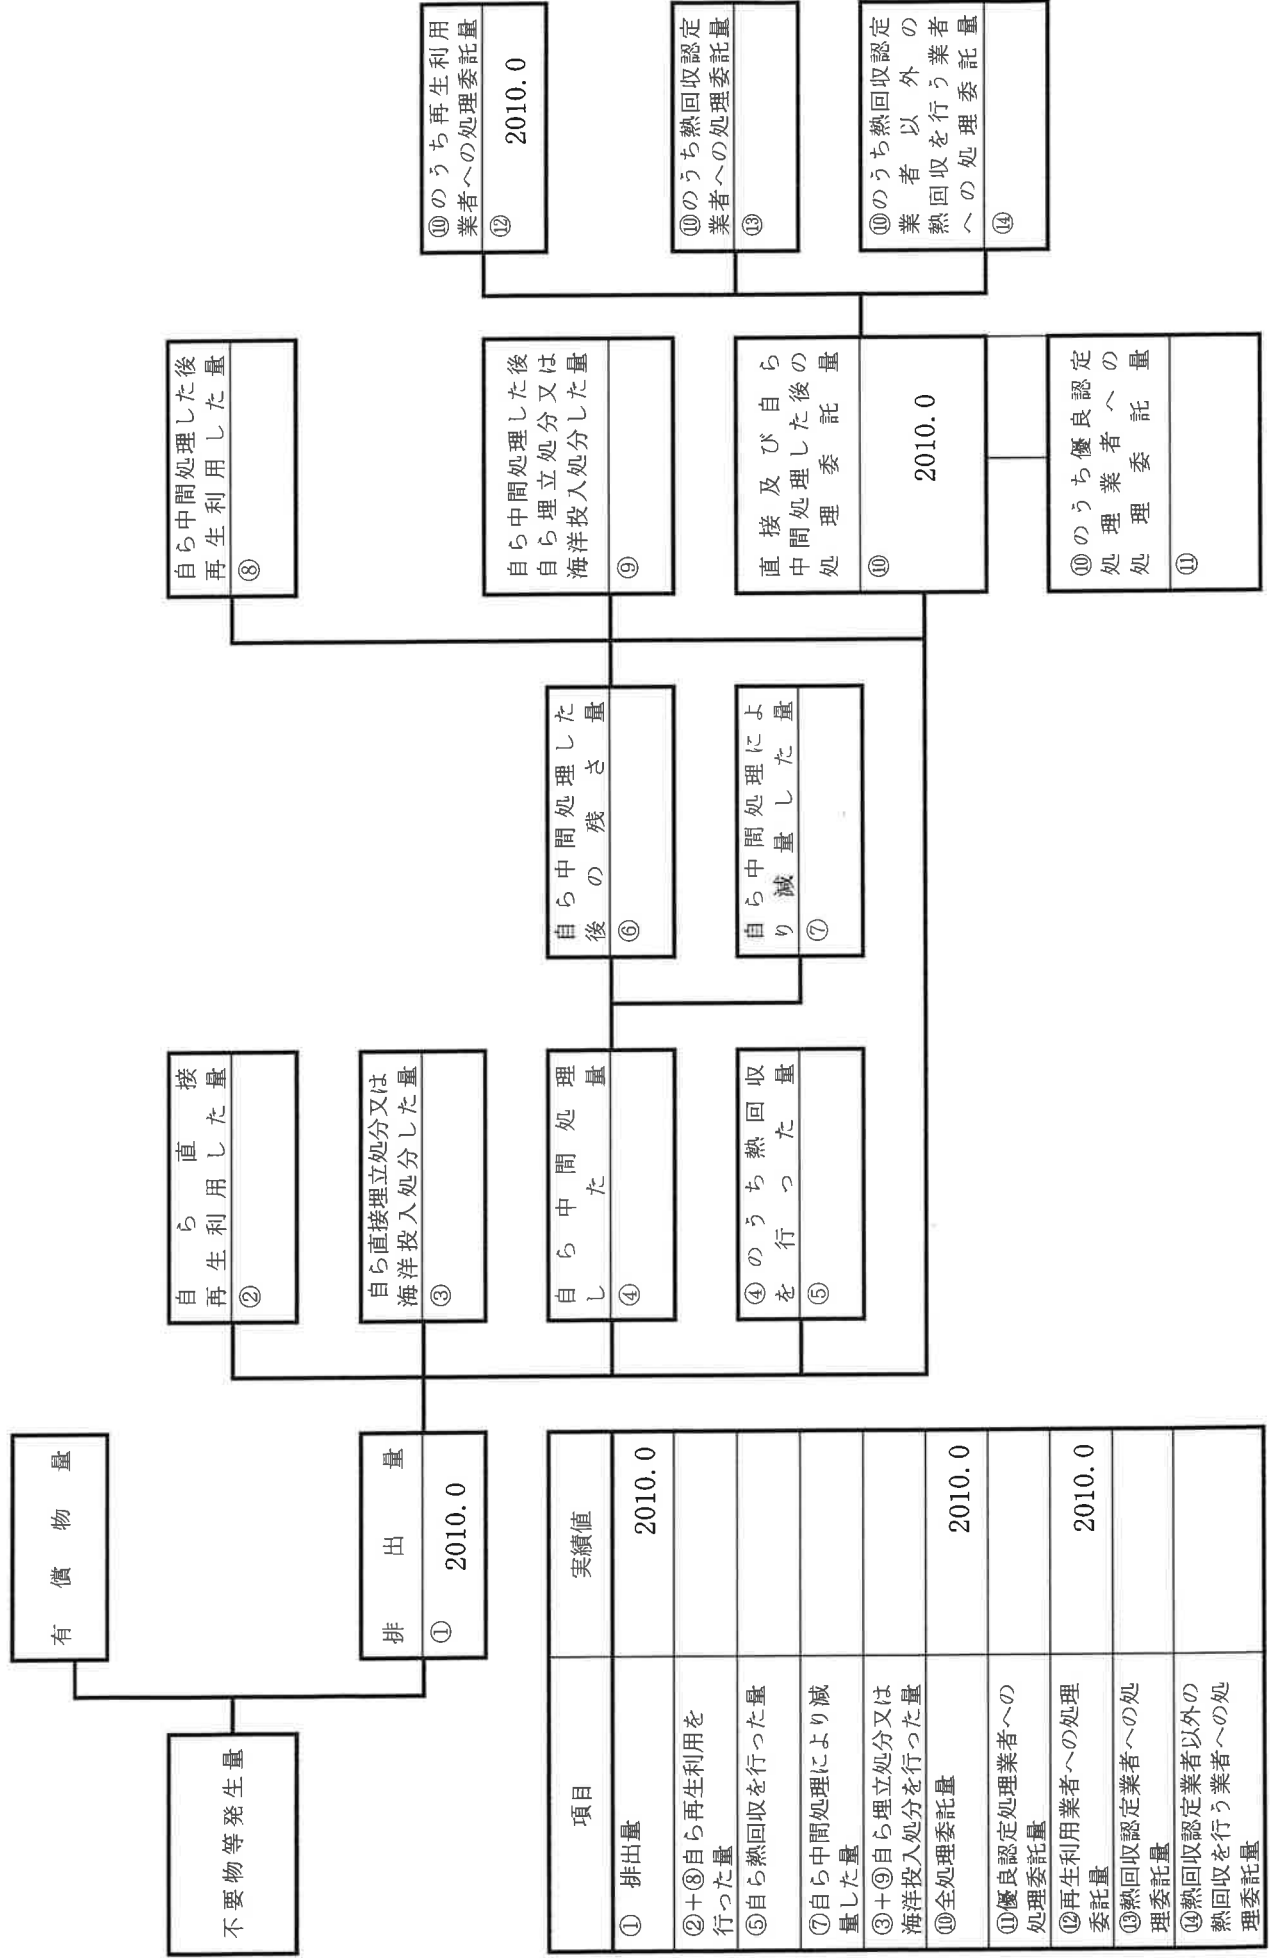 不要物等発生量
有償物量
排出量
①
2010.0
自ら直接
再生利用した量
②
自ら直接埋立処分又は
海洋投入処分した量
③
自ら中間処理
した量
④
④のうち熱回収
を行った量
⑤
自ら中間処理した
後の残さ量
⑥
自ら中間処理によ
り減量した量
⑦
自ら中間処理した後
再生利用した量
⑧
自ら中間処理した後
自ら埋立処分又は
海洋投入処分した量
⑨
直接及び自ら
中間処理した後の
処理委託量
⑩
2010.0
⑩のうち優良認定
処理業者への
処理委託量
⑪
⑩のうち再生利用
業者への処理委託量
⑫
2010.0
⑩のうち熱回収認定
業者への処理委託量
⑬
⑩のうち熱回収認定
業者以外の
熱回収を行う業者
への処理委託量
⑭
項目
実績値
① 排出量
2010.0
②＋⑧自ら再生利用を
行った量
⑤自ら熱回収を行った量
⑦自ら中間処理により減
量した量
③＋⑨自ら埋立処分又は
海洋投入処分を行った量
⑩全処理委託量
2010.0
⑪優良認定処理業者への
処理委託量
⑫再生利用業者への処理
委託量
2010.0
⑬熱回収認定業者への処
理委託量
⑭熱回収認定業者以外の
熱回収を行う業者への処
理委託量